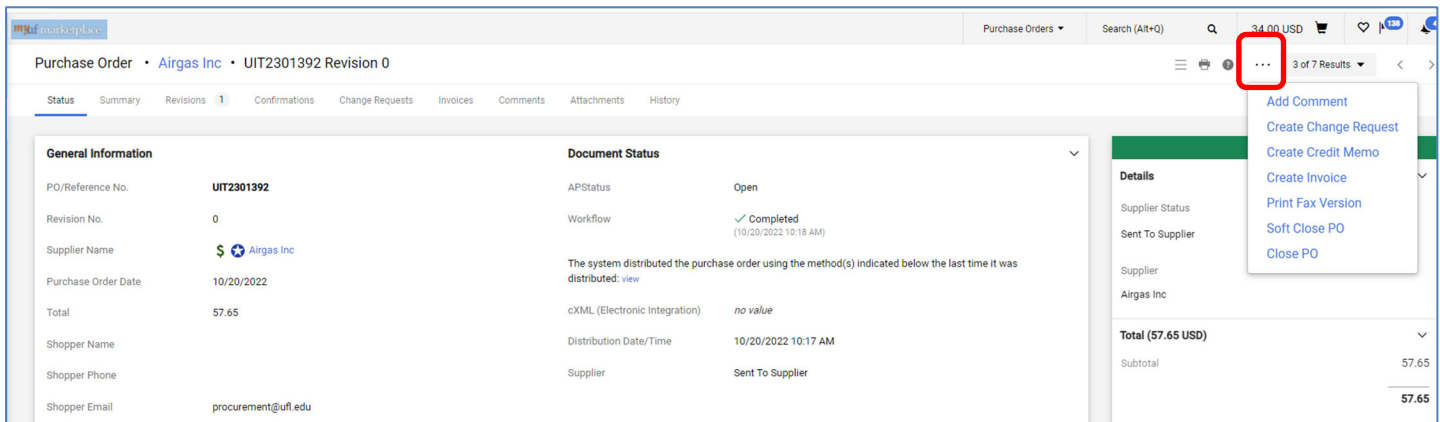 myuf marketplace Purchase Orders Search (Alt+Q) 34.00 USD 138 4
Purchase Order • Airgas Inc • UIT2301392 Revision 0 ... 3 of 7 Results
Status Summary Revisions 1 Confirmations Change Requests Invoices Comments Attachments History
Add Comment
Create Change Request
Create Credit Memo
Create Invoice
Print Fax Version
Soft Close PO
Close PO
General Information
PO/Reference No. UIT2301392
Revision No. 0
Supplier Name $ Airgas Inc
Purchase Order Date 10/20/2022
Total 57.65
Shopper Name
Shopper Phone
Shopper Email procurement@ufl.edu
Document Status
APStatus Open
Workflow Completed
(10/20/2022 10:18 AM)
The system distributed the purchase order using the method(s) indicated below the last time it was
distributed: view
cXML (Electronic Integration) no value
Distribution Date/Time 10/20/2022 10:17 AM
Supplier Sent To Supplier
Details
Supplier Status
Sent To Supplier
Supplier
Airgas Inc
Total (57.65 USD)
Subtotal 57.65
57.65